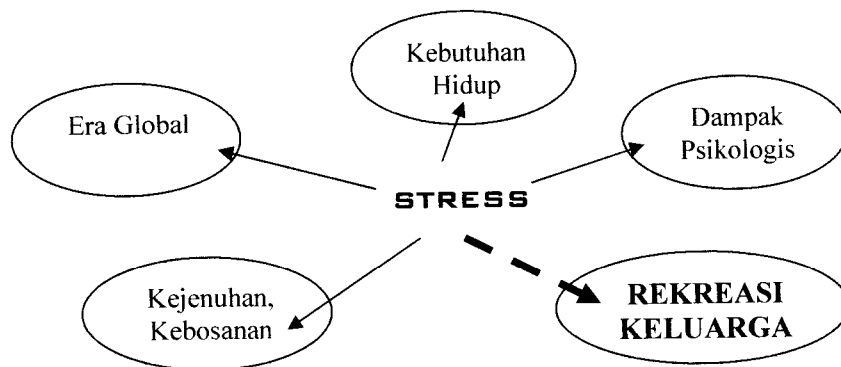 Kebutuhan
Hidup
Era Global
Dampak
Psikologis
STRESS
Kejenuhan,
Kebosanan
REKREASI
KELUARGA